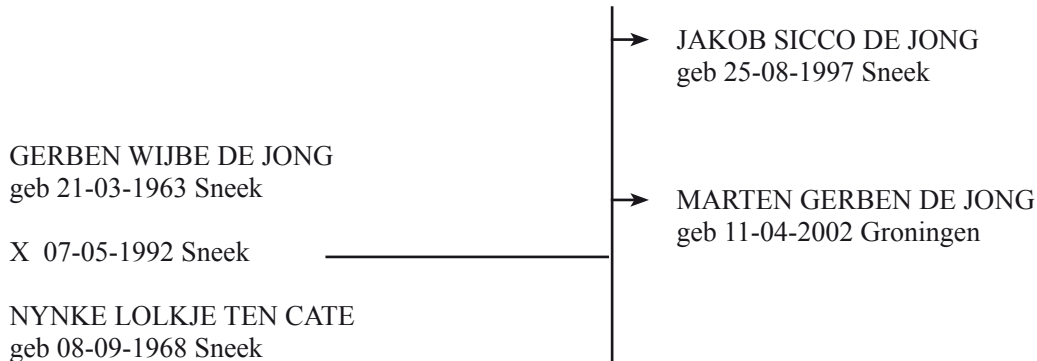 JAKOB SICCO DE JONG
geb 25-08-1997 Sneek
GERBEN WIJBE DE JONG
geb 21-03-1963 Sneek
MARTEN GERBEN DE JONG
geb 11-04-2002 Groningen
X 07-05-1992 Sneek
NYNKE LOLKJE TEN CATE
geb 08-09-1968 Sneek